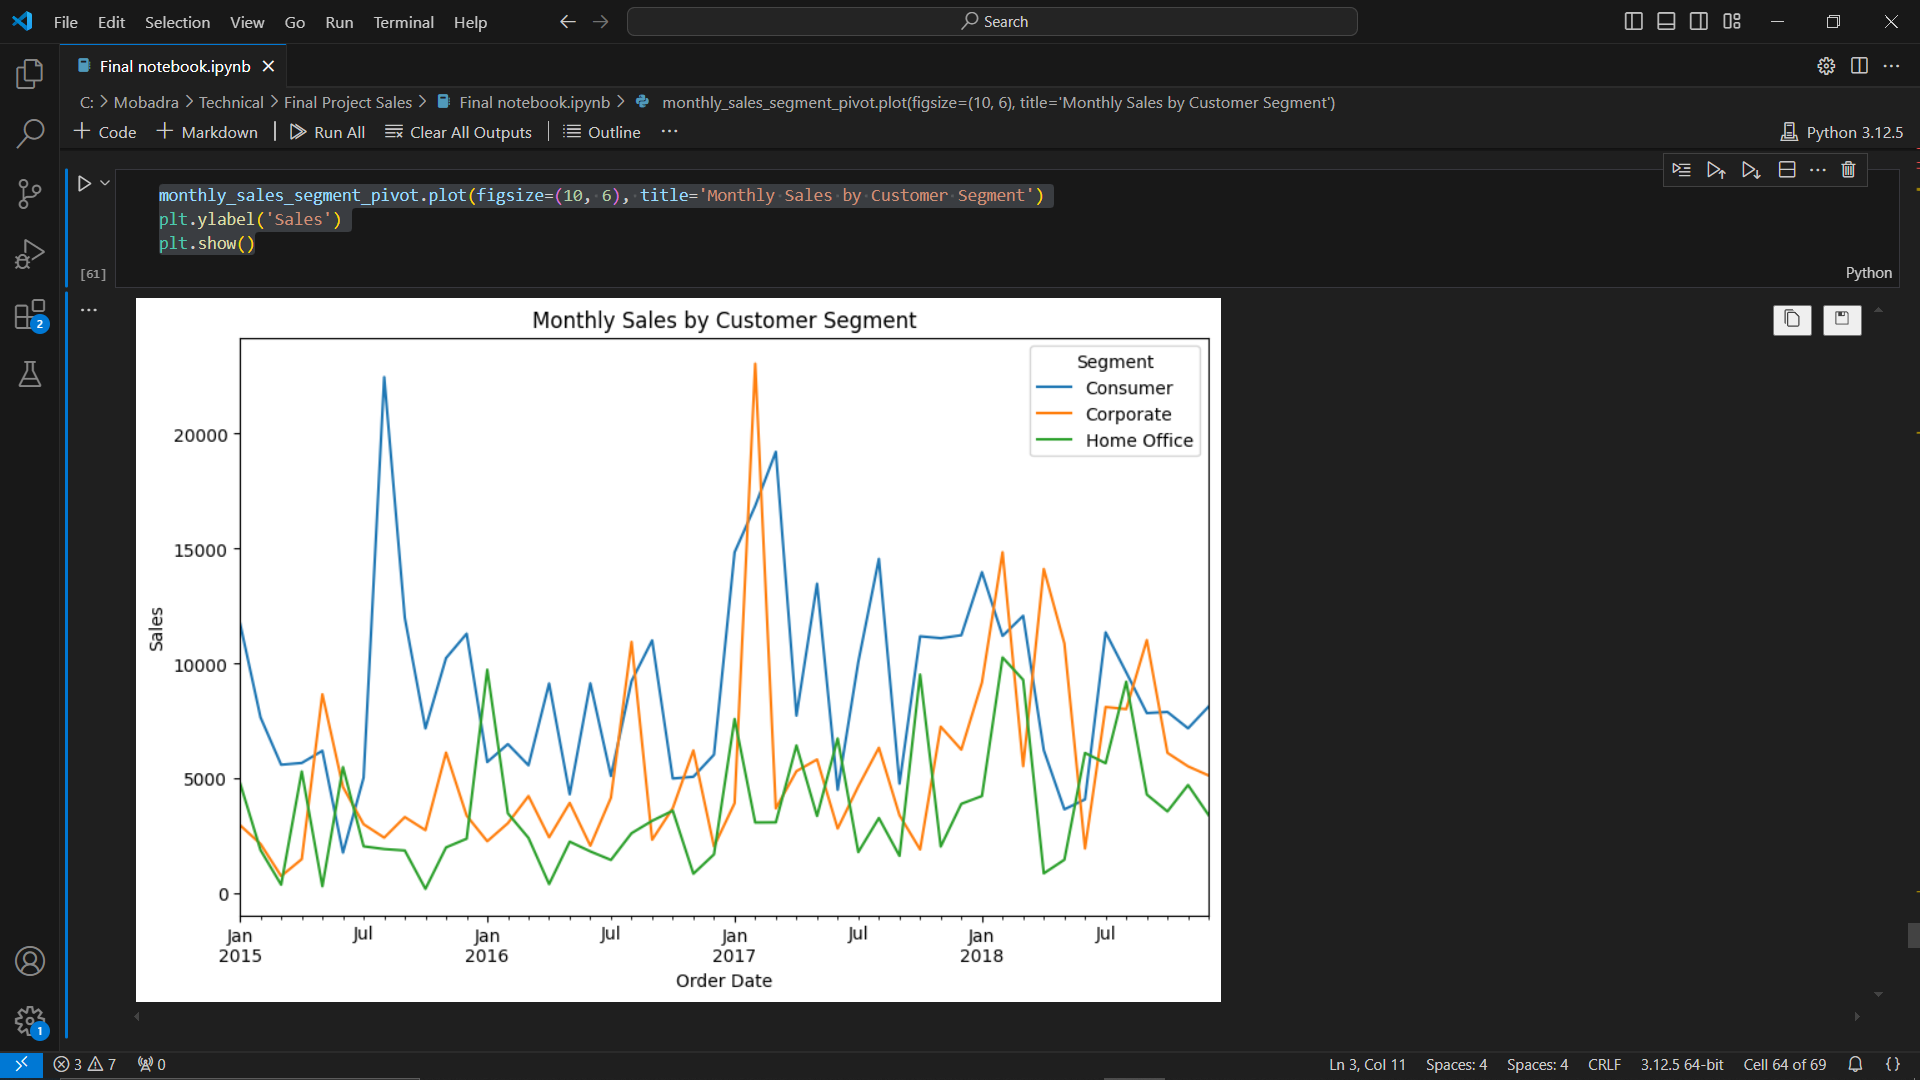 File Edit Selection View Go Run Terminal Help
Search
Final notebook.ipynb
C: > Mobadra > Technical > Final Project Sales > Final notebook.ipynb > monthly_sales_segment_pivot.plot(figsize=(10, 6), title='Monthly Sales by Customer Segment')
+ Code + Markdown Run All Clear All Outputs Outline ...
Python 3.12.5
monthly_sales_segment_pivot.plot(figsize=(10, 6), title='Monthly Sales by Customer Segment')
plt.ylabel('Sales')
plt.show()
[61]
Python
2
Monthly Sales by Customer Segment
Segment
Consumer
Corporate
Home Office
20000
15000
10000
5000
0
Sales
Jan Jul Jan Jul Jan Jul Jan Jul
2015 2016 2017 2018
Order Date
1
3 7 0
Ln 3, Col 11 Spaces: 4 Spaces: 4 CRLF 3.12.5 64-bit Cell 64 of 69